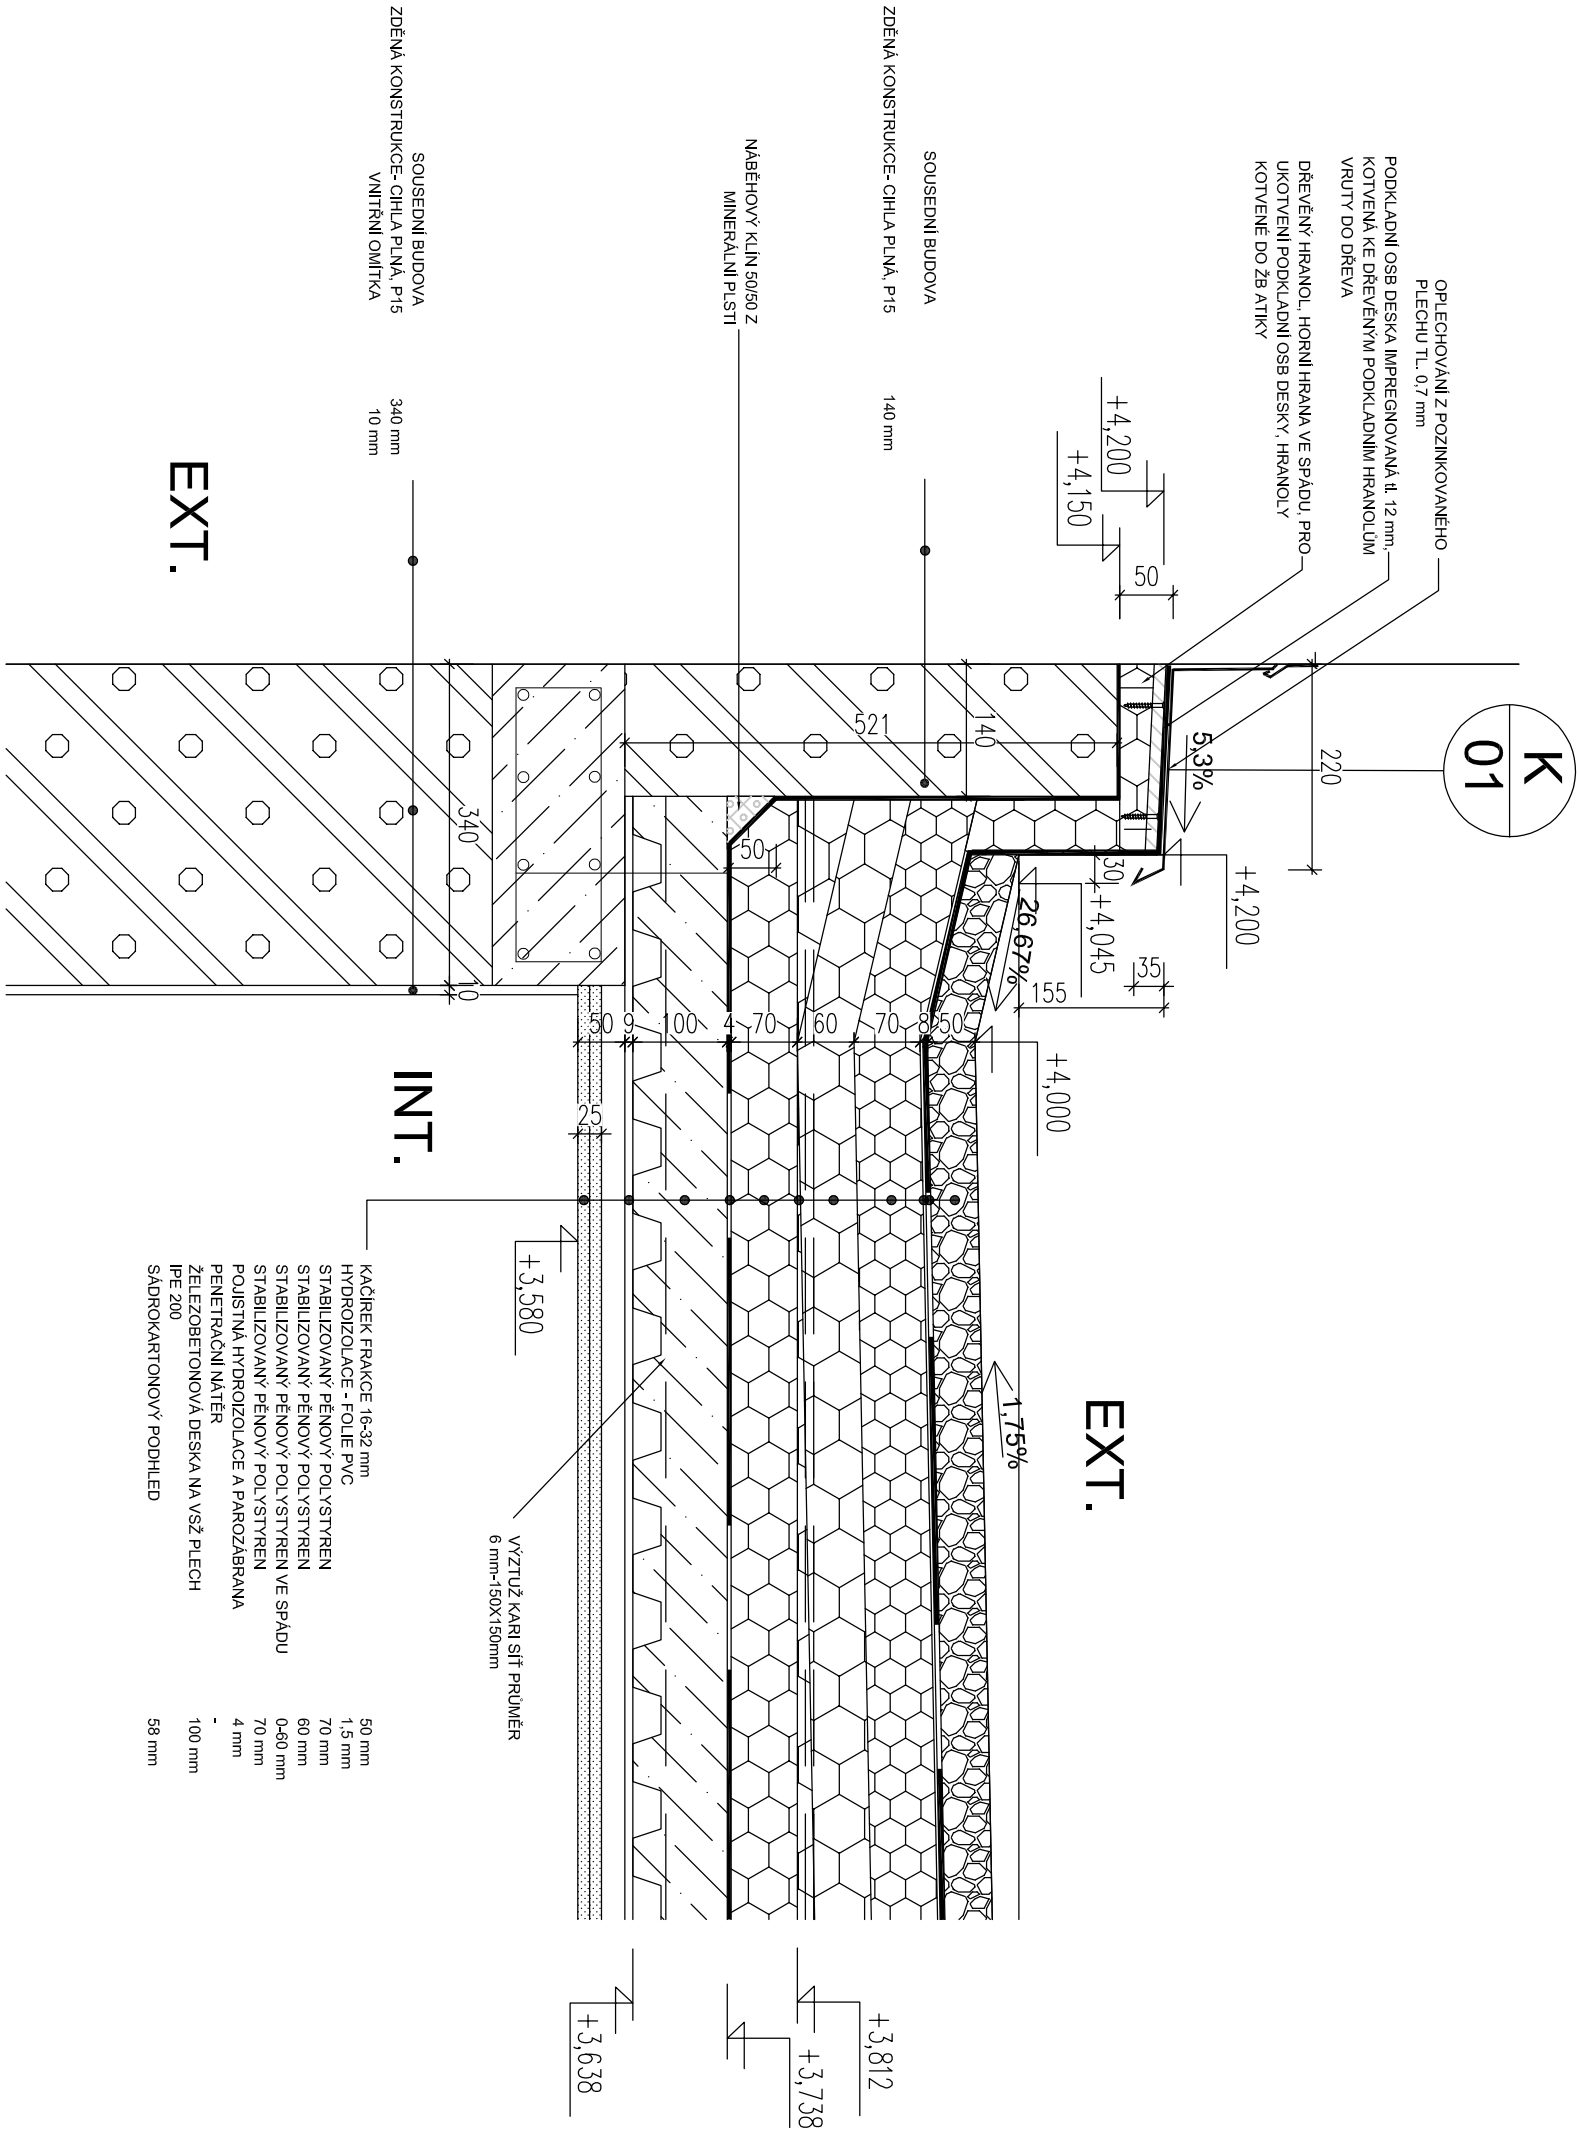 K
01
OPLECHOVÁNÍ Z POZINKOVANÉHO
PLECHU TL. 0,7 mm
PODKLADNÍ OSB DESKA IMPREGNOVANÁ tl. 12 mm,
KOTVENÁ KE DŘEVĚNÝM PODKLADNÍM HRANOLŮM
VRUTY DO DŘEVA
DŘEVĚNÝ HRANOL, HORNÍ HRANA VE SPÁDU, PRO
UKOTVENÍ PODKLADNÍ OSB DESKY, HRANOLY
KOTVENÉ DO ŽB ATIKY
220
5,3%
+4,200
+4,150
50
+4,200
35
155
30
+4,045
26,67%
+4,000
1,75%
EXT.
SOUSEDNÍ BUDOVA
ZDĚNÁ KONSTRUKCE- CIHLA PLNÁ, P15
140 mm
140
521
NÁBĚHOVÝ KLÍN 50/50 Z
MINERÁLNÍ PLSTI
50
50
8
70
60
70
4
100
9
50
25
+3,812
+3,738
+3,638
+3,580
VÝZTUŽ KARI SÍŤ PRŮMĚR
6 mm-150X150mm
SOUSEDNÍ BUDOVA
ZDĚNÁ KONSTRUKCE- CIHLA PLNÁ, P15
340 mm
VNITŘNÍ OMÍTKA
10 mm
340
10
EXT.
INT.
KAČÍREK FRAKCE 16-32 mm 50 mm
HYDROIZOLACE - FOLIE PVC 1,5 mm
STABILIZOVANÝ PĚNOVÝ POLYSTYREN 70 mm
STABILIZOVANÝ PĚNOVÝ POLYSTYREN 60 mm
STABILIZOVANÝ PĚNOVÝ POLYSTYREN VE SPÁDU 0-60 mm
STABILIZOVANÝ PĚNOVÝ POLYSTYREN 70 mm
POJISTNÁ HYDROIZOLACE A PAROZÁBRANA 4 mm
PENETRAČNÍ NÁTĚR -
ŽELEZOBETONOVÁ DESKA NA VSŽ PLECH 100 mm
IPE 200
SÁDROKARTONOVÝ PODHLED 58 mm